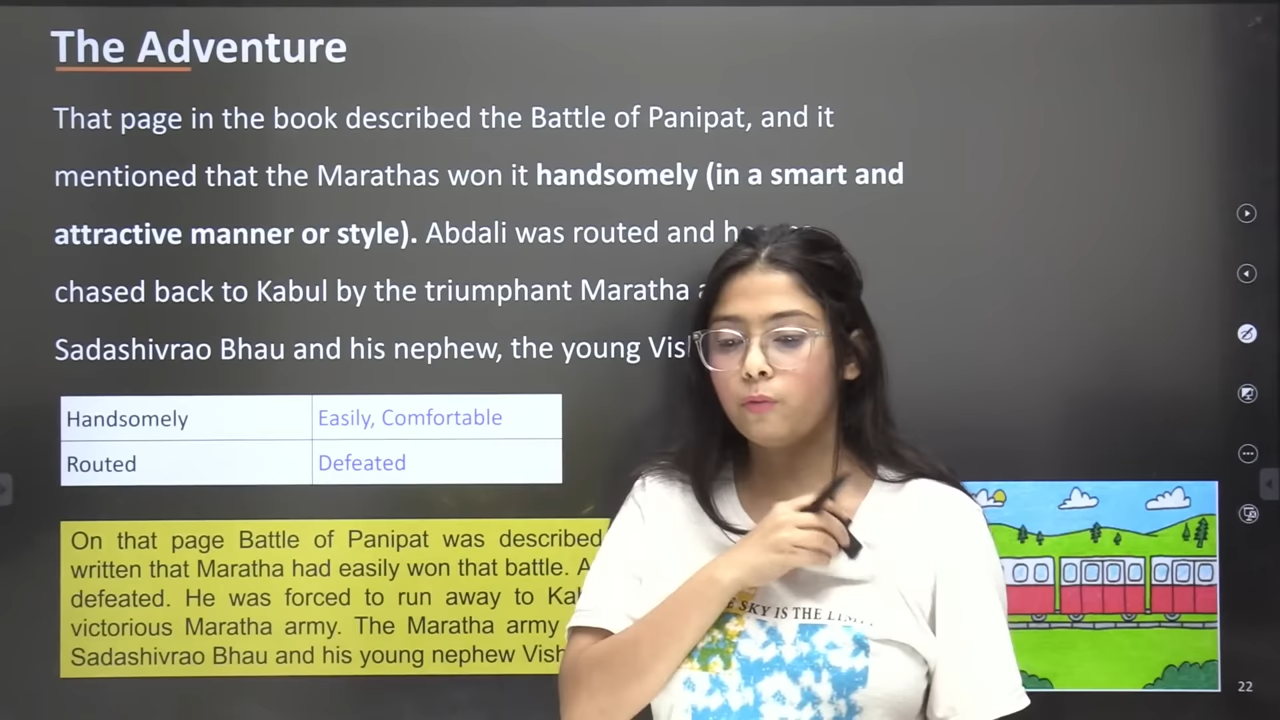 The Adventure
That page in the book described the Battle of Panipat, and it
mentioned that the Marathas won it handsomely (in a smart and
attractive manner or style). Abdali was routed and
chased back to Kabul by the triumphant Maratha
Sadashivrao Bhau and his nephew, the young
Handsomely Easily, Comfortable
Routed Defeated
On that page Battle of Panipat was described
written that Maratha had easily won that battle.
defeated. He was forced to run away to
victorious Maratha army. The Maratha army
Sadashivrao Bhau and his young nephew
SKY IS THE
22